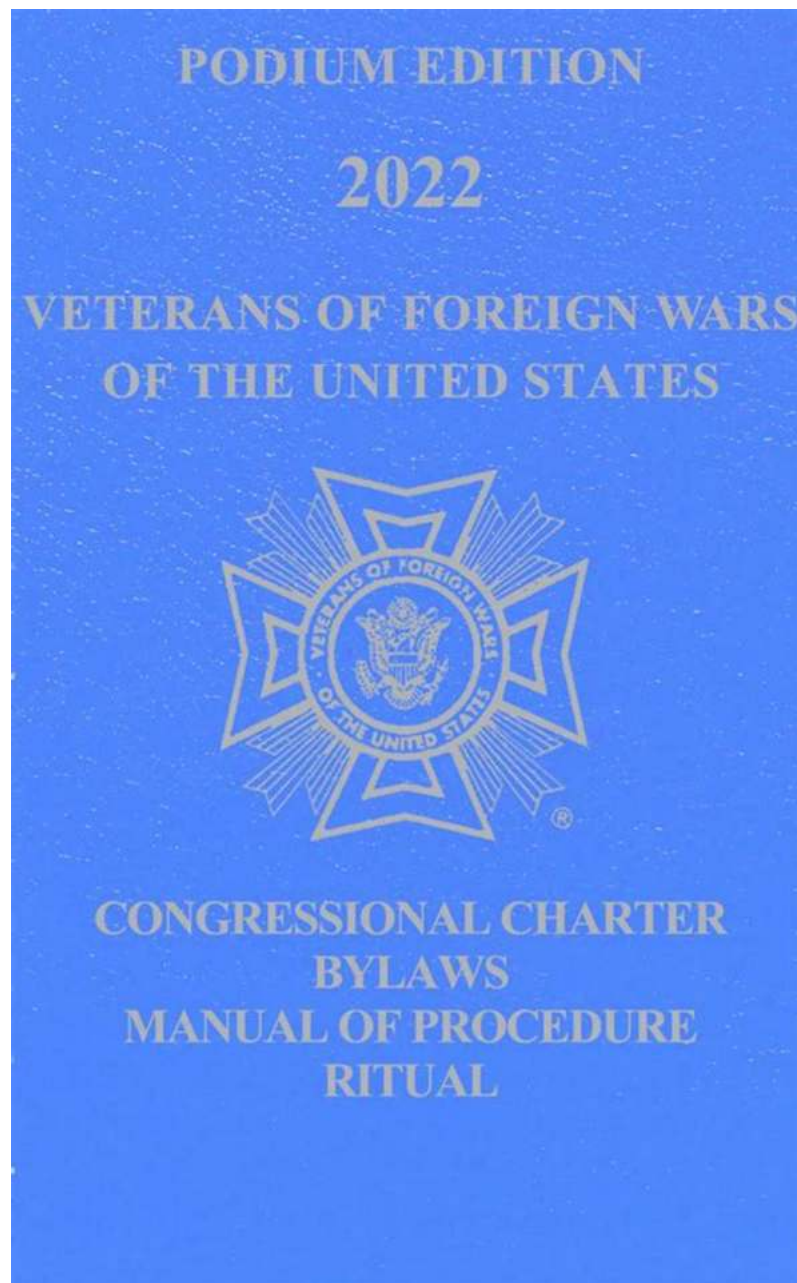 PODIUM EDITION
2022
VETERANS OF FOREIGN WARS
OF THE UNITED STATES
VETERANS OF FOREIGN WARS
OF THE UNITED STATES
®
CONGRESSIONAL CHARTER
BYLAWS
MANUAL OF PROCEDURE
RITUAL